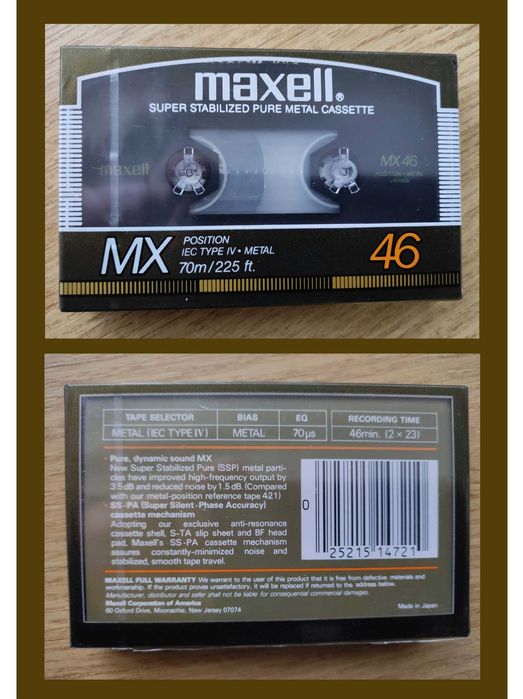 maxell®
SUPER STABILIZED PURE METAL CASSETTE
maxell
MX 46
POSITION • METAL
JAPAN
MX
POSITION
IEC TYPE IV • METAL
70m/225 ft.
46
TAPE SELECTOR BIAS EQ RECORDING TIME
METAL (IEC TYPE IV) METAL 70μs 46min. (2 × 23)
• Pure, dynamic sound MX
New Super Stabilized Pure (SSP) metal parti-
cles have improved high-frequency output by
3.5dB and reduced noise by 1.5dB. (Compared
with our metal-position reference tape 421)
• SS-PA (Super Silent-Phase Accuracy)
cassette mechanism
Adopting our exclusive anti-resonance
cassette shell, S-TA slip sheet and BF head
pad, Maxell's SS-PA cassette mechanism
assures constantly-minimized noise and
stabilized, smooth tape travel.
0 25215 14721
MAXELL FULL WARRANTY We warrant to the user of this product that it is free from defective materials and
workmanship. If the product proves unsatisfactory, it will be replaced if returned to the address below.
Manufacturer, distributor and seller shall not be liable for consequential commercial damages.
Maxell Corporation of America
60 Oxford Drive, Moonachie, New Jersey 07074
Made in Japan